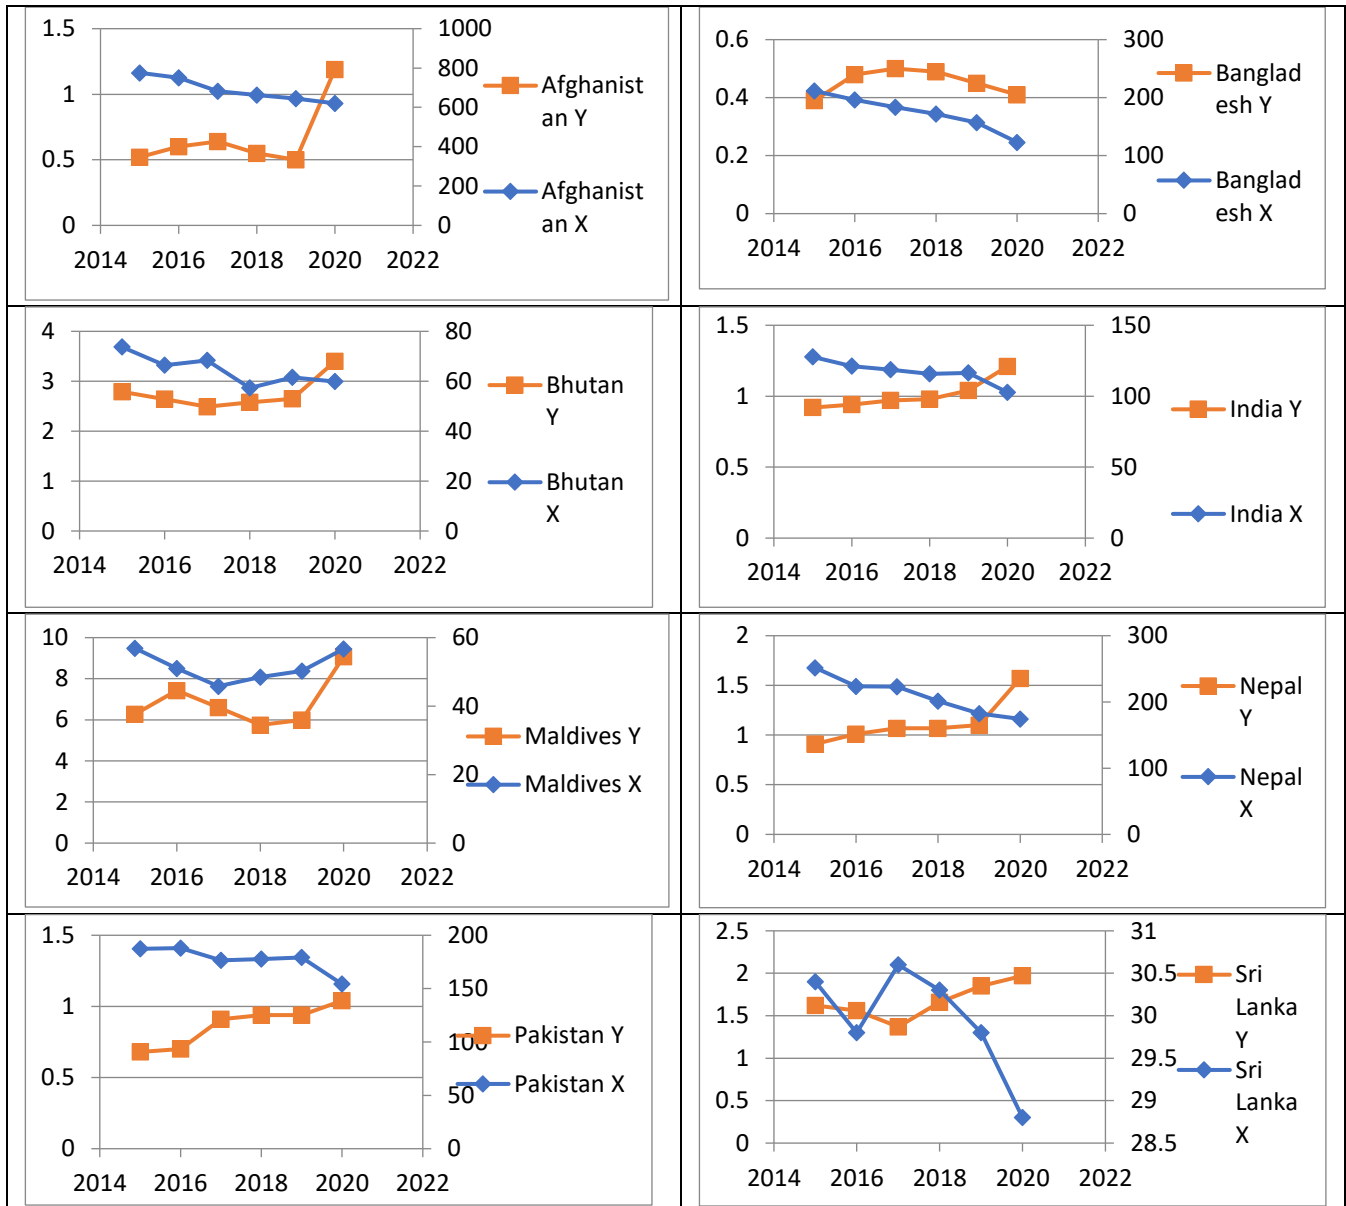 1.5
1
0.5
0
1000
800
600
400
200
0
2014 2016 2018 2020 2022
Afghanist
an Y
Afghanist
an X
0.6
0.4
0.2
0
300
200
100
0
2014 2016 2018 2020 2022
Banglad
esh Y
Banglad
esh X
4
3
2
1
0
80
60
40
20
0
2014 2016 2018 2020 2022
Bhutan
Y
Bhutan
X
1.5
1
0.5
0
150
100
50
0
2014 2016 2018 2020 2022
India Y
India X
10
8
6
4
2
0
60
40
20
0
2014 2016 2018 2020 2022
Maldives Y
Maldives X
2
1.5
1
0.5
0
300
200
100
0
2014 2016 2018 2020 2022
Nepal
Y
Nepal
X
1.5
1
0.5
0
200
150
100
50
0
2014 2016 2018 2020 2022
Pakistan Y
Pakistan X
2.5
2
1.5
1
0.5
0
31
30.5
30
29.5
29
28.5
2014 2016 2018 2020 2022
Sri
Lanka
Y
Sri
Lanka
X